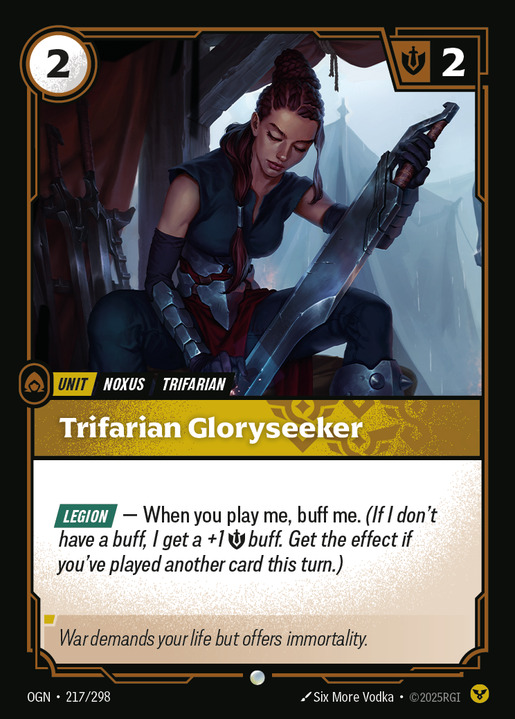 2
2
UNIT NOXUS TRIFARIAN
Trifarian Gloryseeker
LEGION — When you play me, buff me. (If I don't
have a buff, I get a +1 buff. Get the effect if
you've played another card this turn.)
War demands your life but offers immortality.
OGN • 217/298 Six More Vodka • ©2025RGI